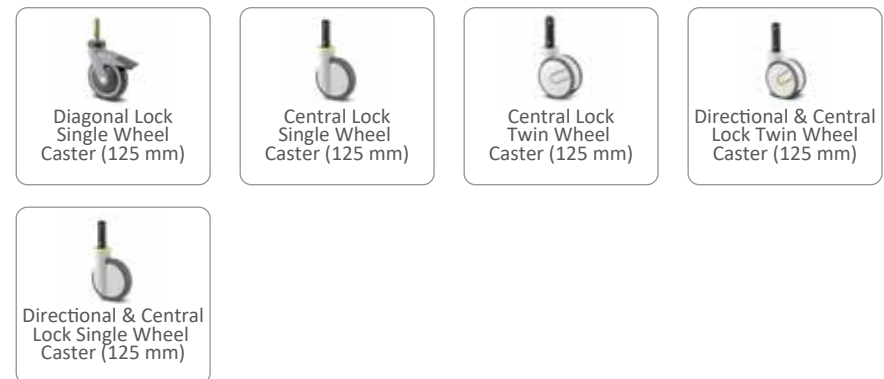 Diagonal Lock
Single Wheel
Caster (125 mm)
Central Lock
Single Wheel
Caster (125 mm)
Central Lock
Twin Wheel
Caster (125 mm)
Directional & Central
Lock Twin Wheel
Caster (125 mm)
Directional & Central
Lock Single Wheel
Caster (125 mm)